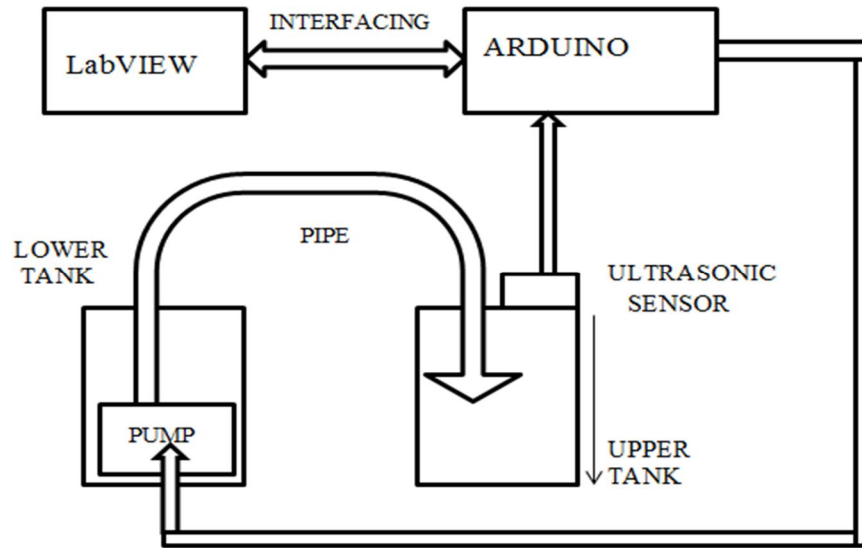 INTERFACING
LabVIEW
ARDUINO
PIPE
LOWER
TANK
ULTRASONIC
SENSOR
PUMP
UPPER
TANK